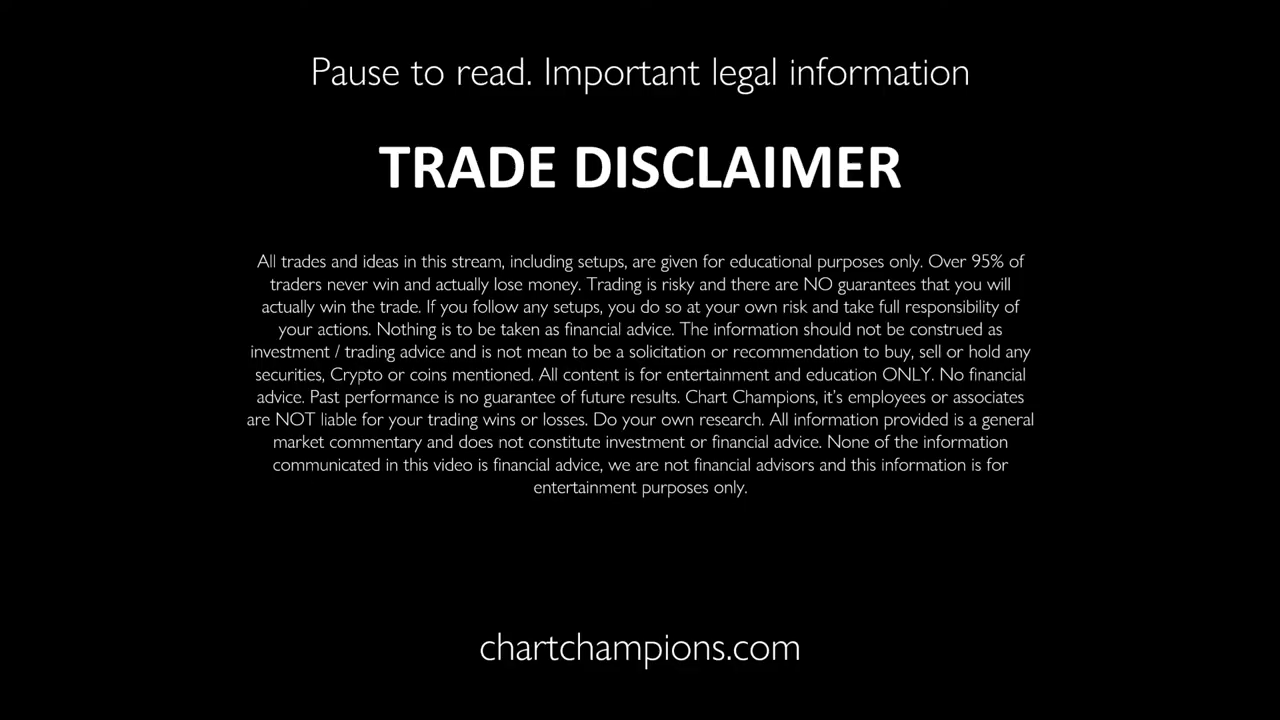 Pause to read. Important legal information
TRADE DISCLAIMER
All trades and ideas in this stream, including setups, are given for educational purposes only. Over 95% of
traders never win and actually lose money. Trading is risky and there are NO guarantees that you will
actually win the trade. If you follow any setups, you do so at your own risk and take full responsibility of
your actions. Nothing is to be taken as financial advice. The information should not be construed as
investment / trading advice and is not mean to be a solicitation or recommendation to buy, sell or hold any
securities, Crypto or coins mentioned. All content is for entertainment and education ONLY. No financial
advice. Past performance is no guarantee of future results. Chart Champions, it's employees or associates
are NOT liable for your trading wins or losses. Do your own research. All information provided is a general
market commentary and does not constitute investment or financial advice. None of the information
communicated in this video is financial advice, we are not financial advisors and this information is for
entertainment purposes only.
chartchampions.com